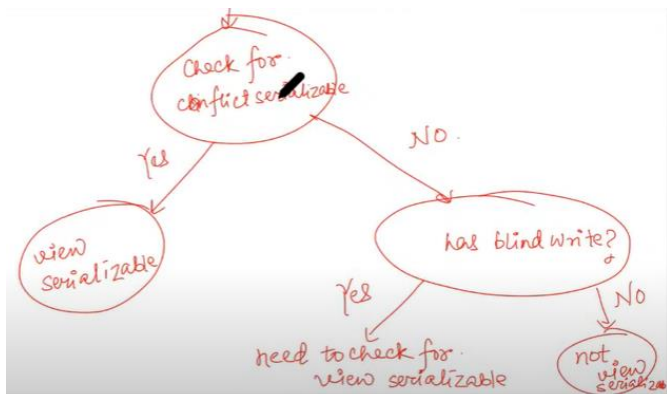 Check for
conflict serializable
Yes
NO.
view
serializable
has blind write?
Yes
NO
need to check for
view serializable
not
view
serializable